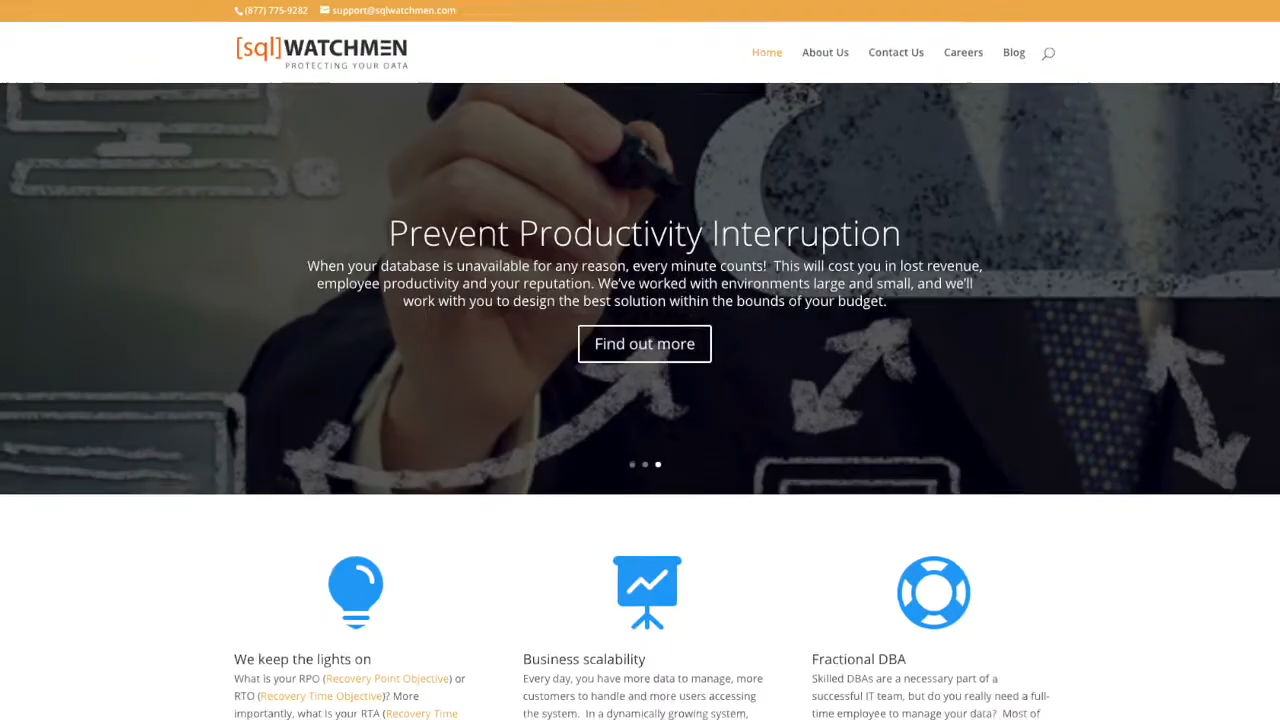 (877) 775-9282 support@sqlwatchmen.com
[sql]WATCHMEN
PROTECTING YOUR DATA
Home About Us Contact Us Careers Blog
Prevent Productivity Interruption
When your database is unavailable for any reason, every minute counts! This will cost you in lost revenue,
employee productivity and your reputation. We've worked with environments large and small, and we'll
work with you to design the best solution within the bounds of your budget.
Find out more
We keep the lights on
What is your RPO (Recovery Point Objective) or
RTO (Recovery Time Objective)? More
importantly, what is your RTA (Recovery Time
Business scalability
Every day, you have more data to manage, more
customers to handle and more users accessing
the system. In a dynamically growing system,
Fractional DBA
Skilled DBAs are a necessary part of a
successful IT team, but do you really need a full-
time employee to manage your data? Most of